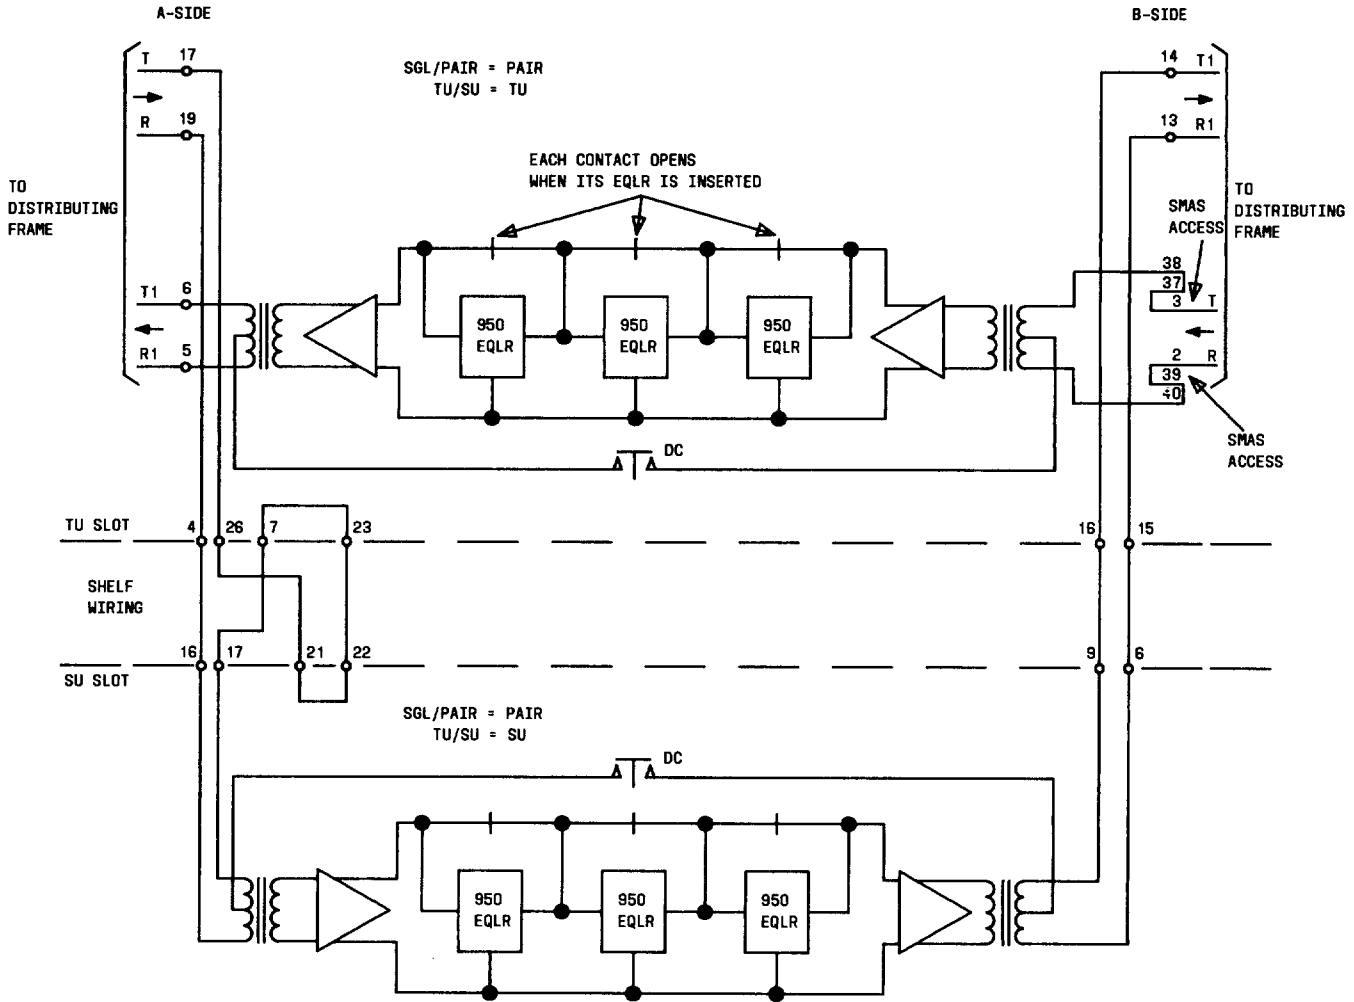 A-SIDE
B-SIDE
T 17
14 T1
SGL/PAIR = PAIR
TU/SU = TU
R 19
13 R1
EACH CONTACT OPENS
WHEN ITS EQLR IS INSERTED
TO
DISTRIBUTING
FRAME
TO
DISTRIBUTING
FRAME
SMAS
ACCESS
38
37
3 T
T1 6
R1 5
950
EQLR
950
EQLR
950
EQLR
2 R
39
40
SMAS
ACCESS
DC
TU SLOT 4 26 7 23 16 15
SHELF
WIRING
16 17 21 22 9 6
SU SLOT
SGL/PAIR = PAIR
TU/SU = SU
DC
950
EQLR
950
EQLR
950
EQLR